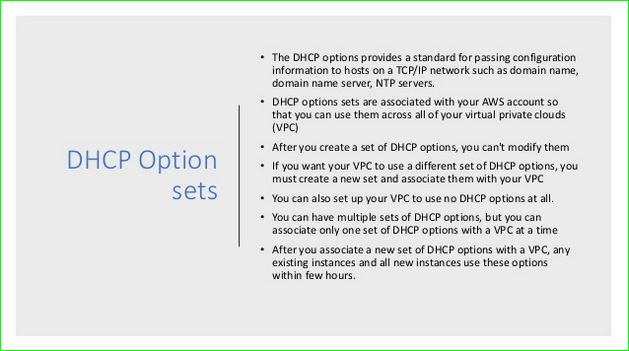 DHCP Option
sets
• The DHCP options provides a standard for passing configuration
information to hosts on a TCP/IP network such as domain name,
domain name server, NTP servers.
• DHCP options sets are associated with your AWS account so
that you can use them across all of your virtual private clouds
(VPC)
• After you create a set of DHCP options, you can't modify them
• If you want your VPC to use a different set of DHCP options, you
must create a new set and associate them with your VPC
• You can also set up your VPC to use no DHCP options at all.
• You can have multiple sets of DHCP options, but you can
associate only one set of DHCP options with a VPC at a time
• After you associate a new set of DHCP options with a VPC, any
existing instances and all new instances use these options
within few hours.